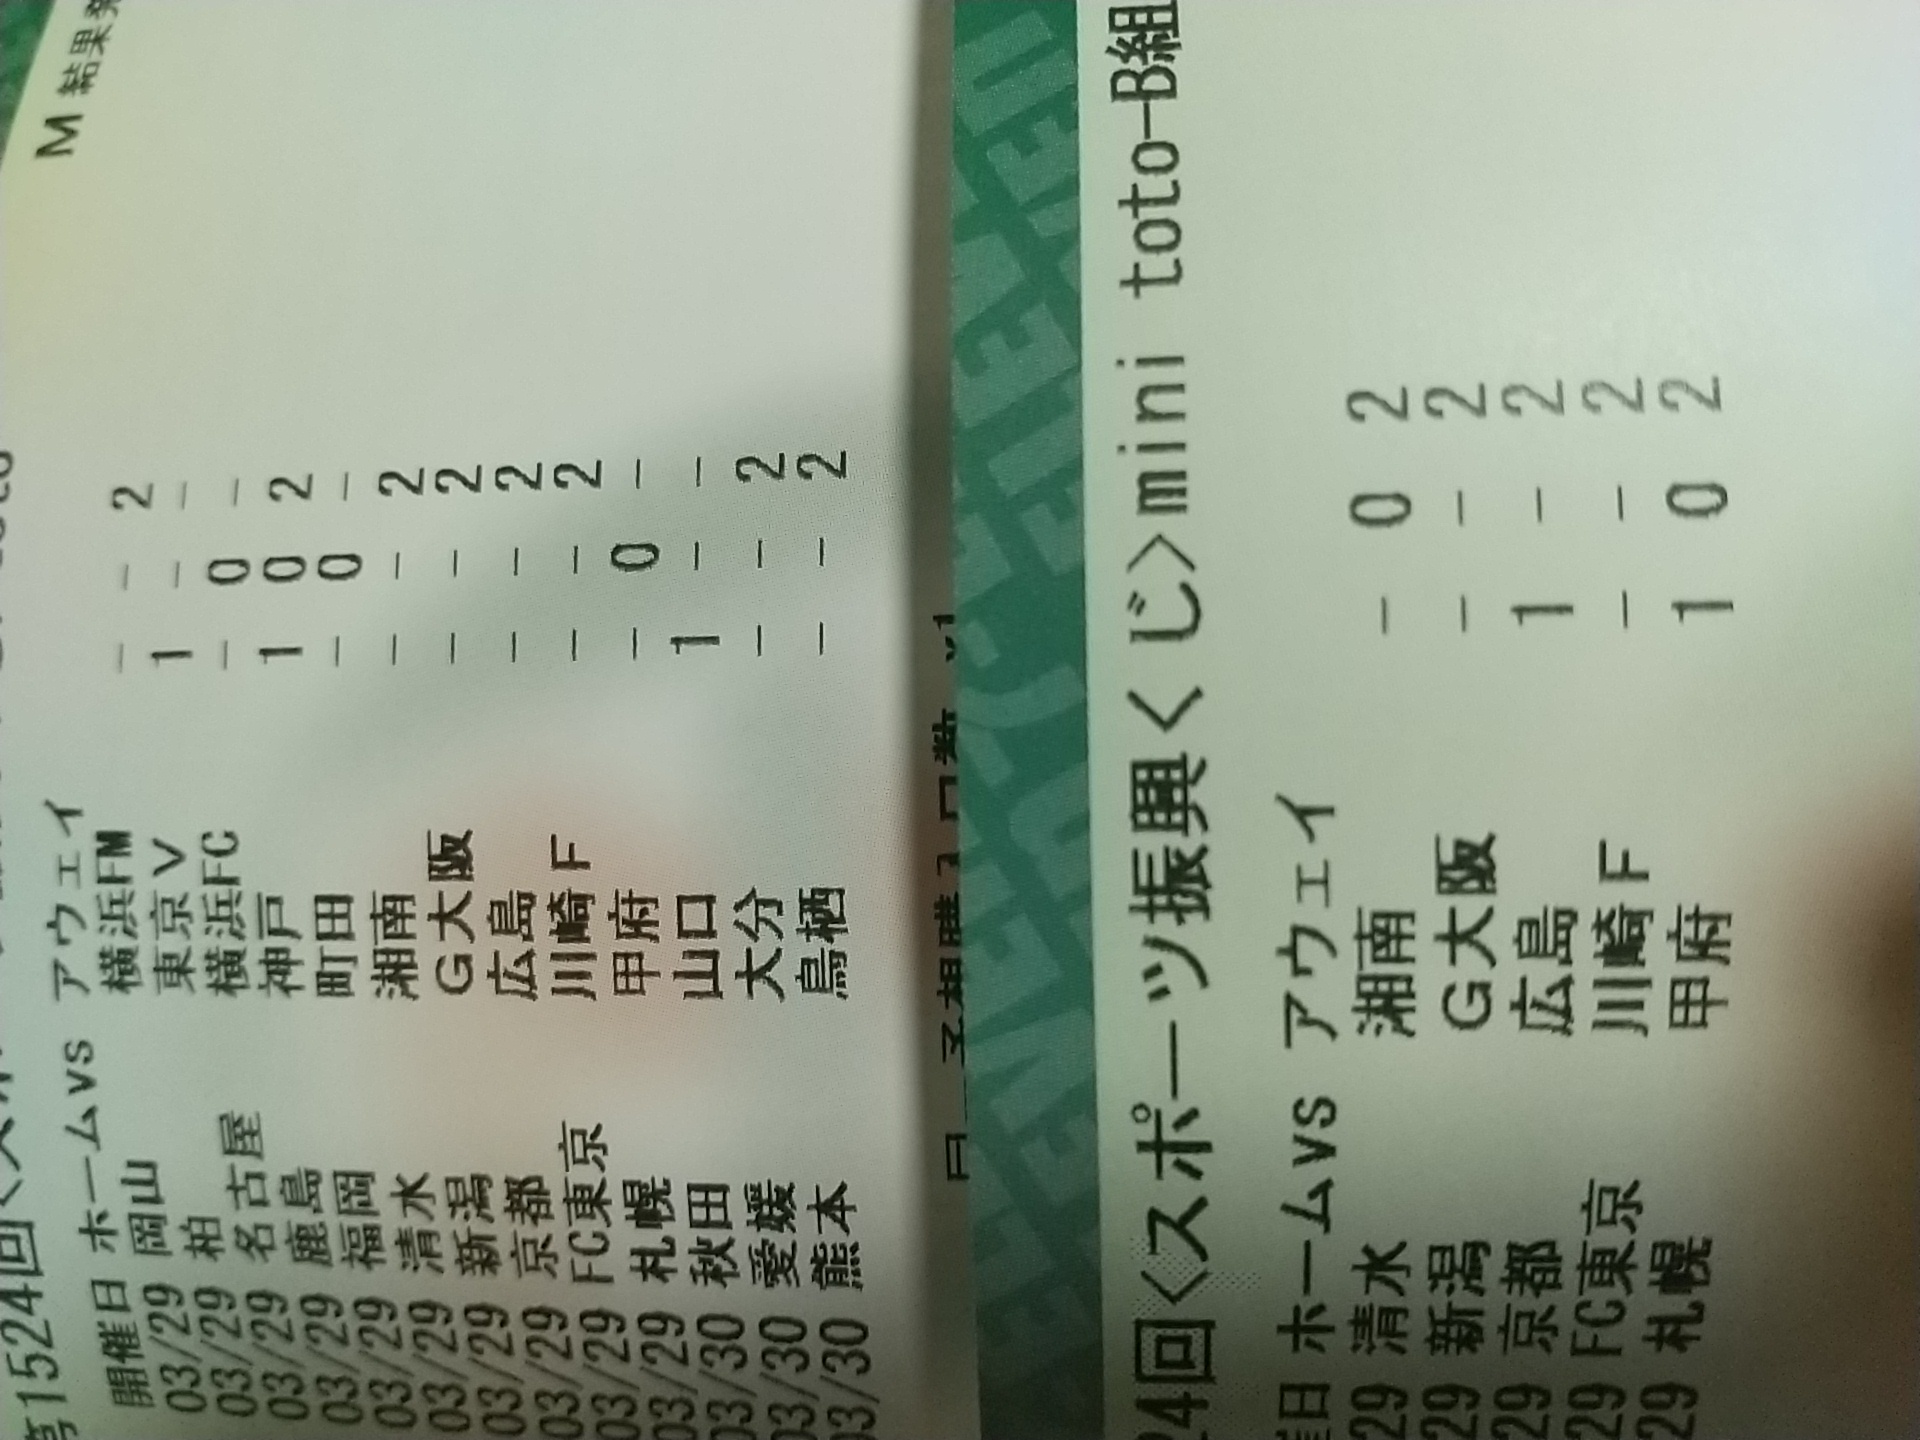 M 結果
第1524回<ス
開催日 ホームvs アウェイ
03/29 岡山 横浜FM - - 2
03/29 柏 東京V 1 - -
03/29 名古屋 横浜FC - 0 -
03/29 鹿島 神戸 1 0 2
03/29 福岡 町田 - 0 -
03/29 清水 湘南 - - 2
03/29 新潟 G大阪 - - 2
03/29 京都 広島 - - 2
03/29 FC東京 川崎F - - 2
03/29 札幌 甲府 - 0 -
03/30 秋田 山口 1 - -
03/30 愛媛 大分 - - 2
03/30 熊本 鳥栖 - - 2
24回<スポーツ振興くじ>mini toto-B組
催日 ホームvs アウェイ
29 清水 湘南 - 0 2
29 新潟 G大阪 - - 2
29 京都 広島 1 - 2
29 FC東京 川崎F - - 2
29 札幌 甲府 1 0 2